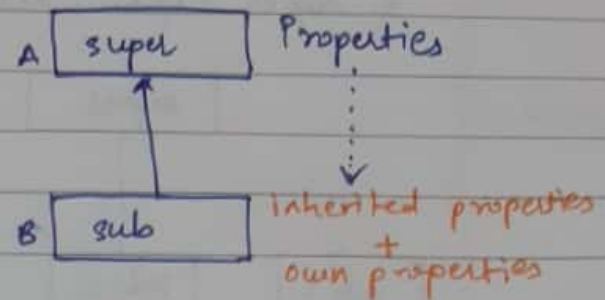 A super Properties
B sub inherited properties
+
own properties